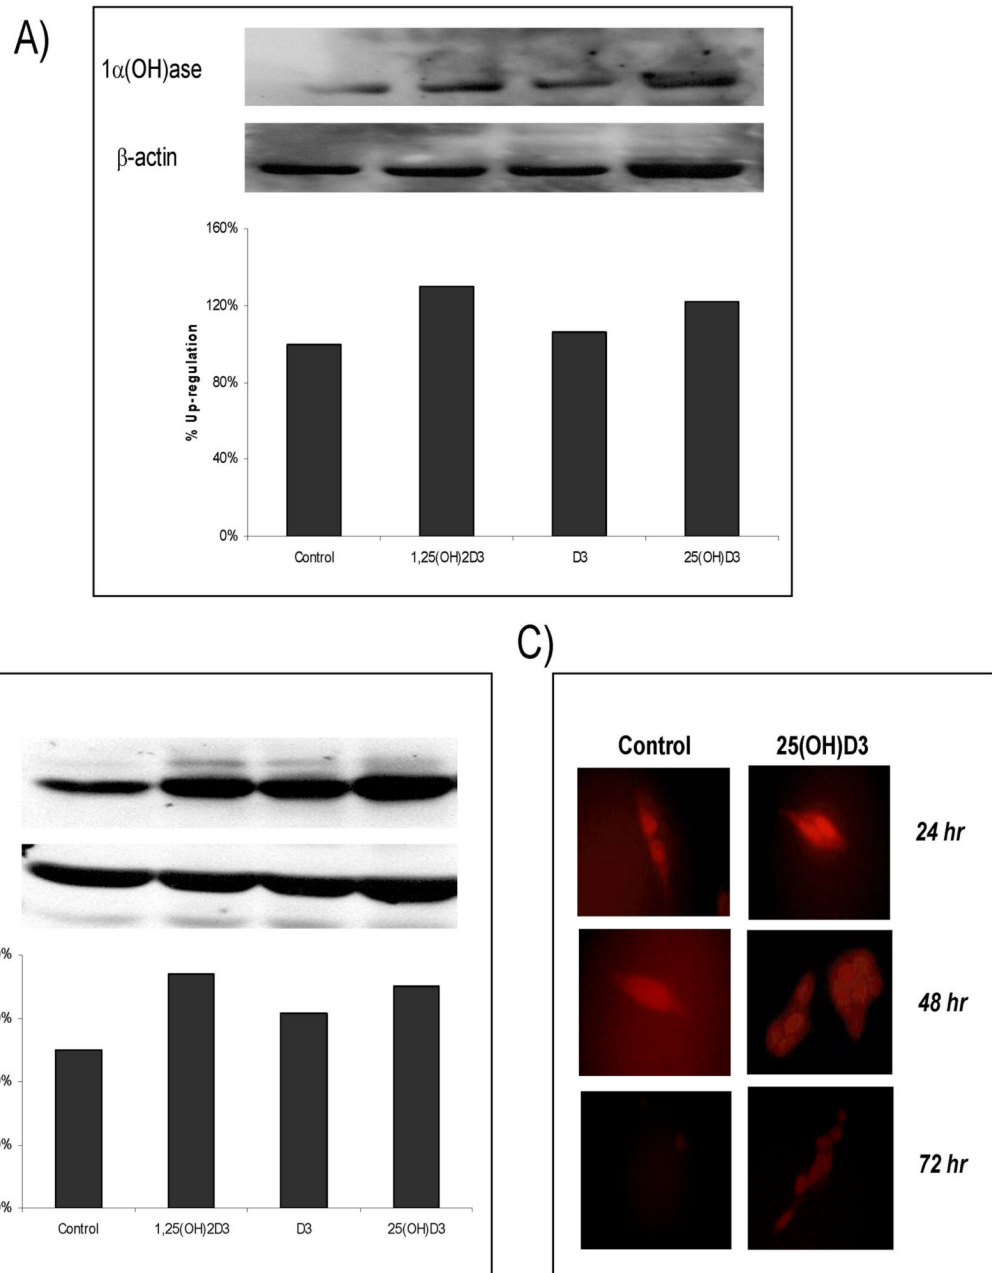 A)
1α(OH)ase
β-actin
160%
120%
80%
40%
0%
% Up-regulation
Control 1,25(OH)2D3 D3 25(OH)D3
C)
Control 25(OH)D3
24 hr
48 hr
72 hr
Control 1,25(OH)2D3 D3 25(OH)D3